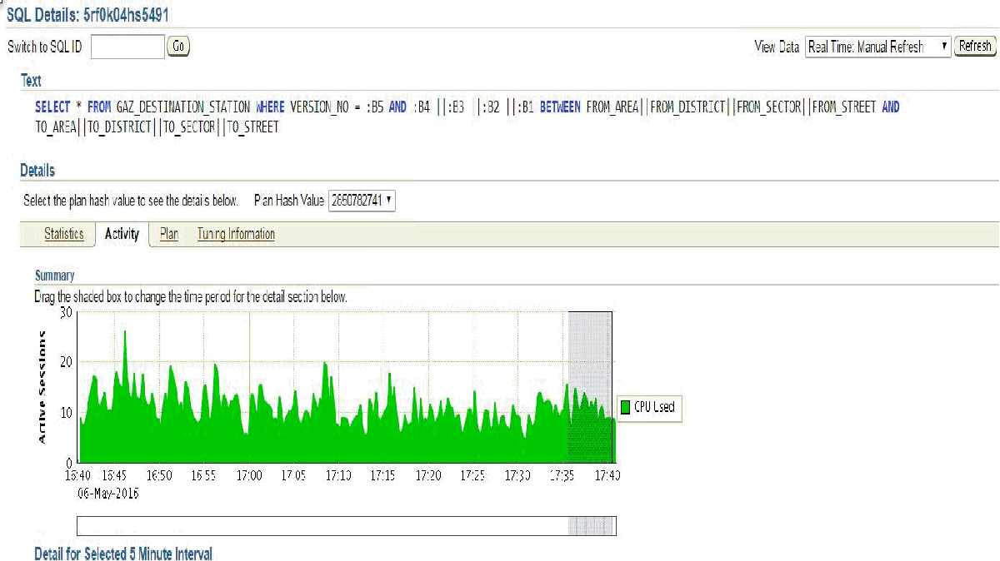 SQL Details: 5rf0k04hs5491
Switch to SQL ID Go View Data Real Time: Manual Refresh Refresh
Text
SELECT * FROM GAZ_DESTINATION_STATION WHERE VERSION_NO = :B5 AND :B4 ||:B3 ||:B2 ||:B1 BETWEEN FROM_AREA||FROM_DISTRICT||FROM_SECTOR||FROM_STREET AND
TO_AREA||TO_DISTRICT||TO_SECTOR||TO_STREET
Details
Select the plan hash value to see the details below. Plan Hash Value 2850782741
Statistics Activity Plan Tuning Information
Summary
Drag the shaded box to change the time period for the detail section below.
30
20
10
0
Active Sessions
CPU Used
16:40 16:45 16:50 16:55 17:00 17:05 17:10 17:15 17:20 17:25 17:30 17:35 17:40
06-May-2016
Detail for Selected 5 Minute Interval